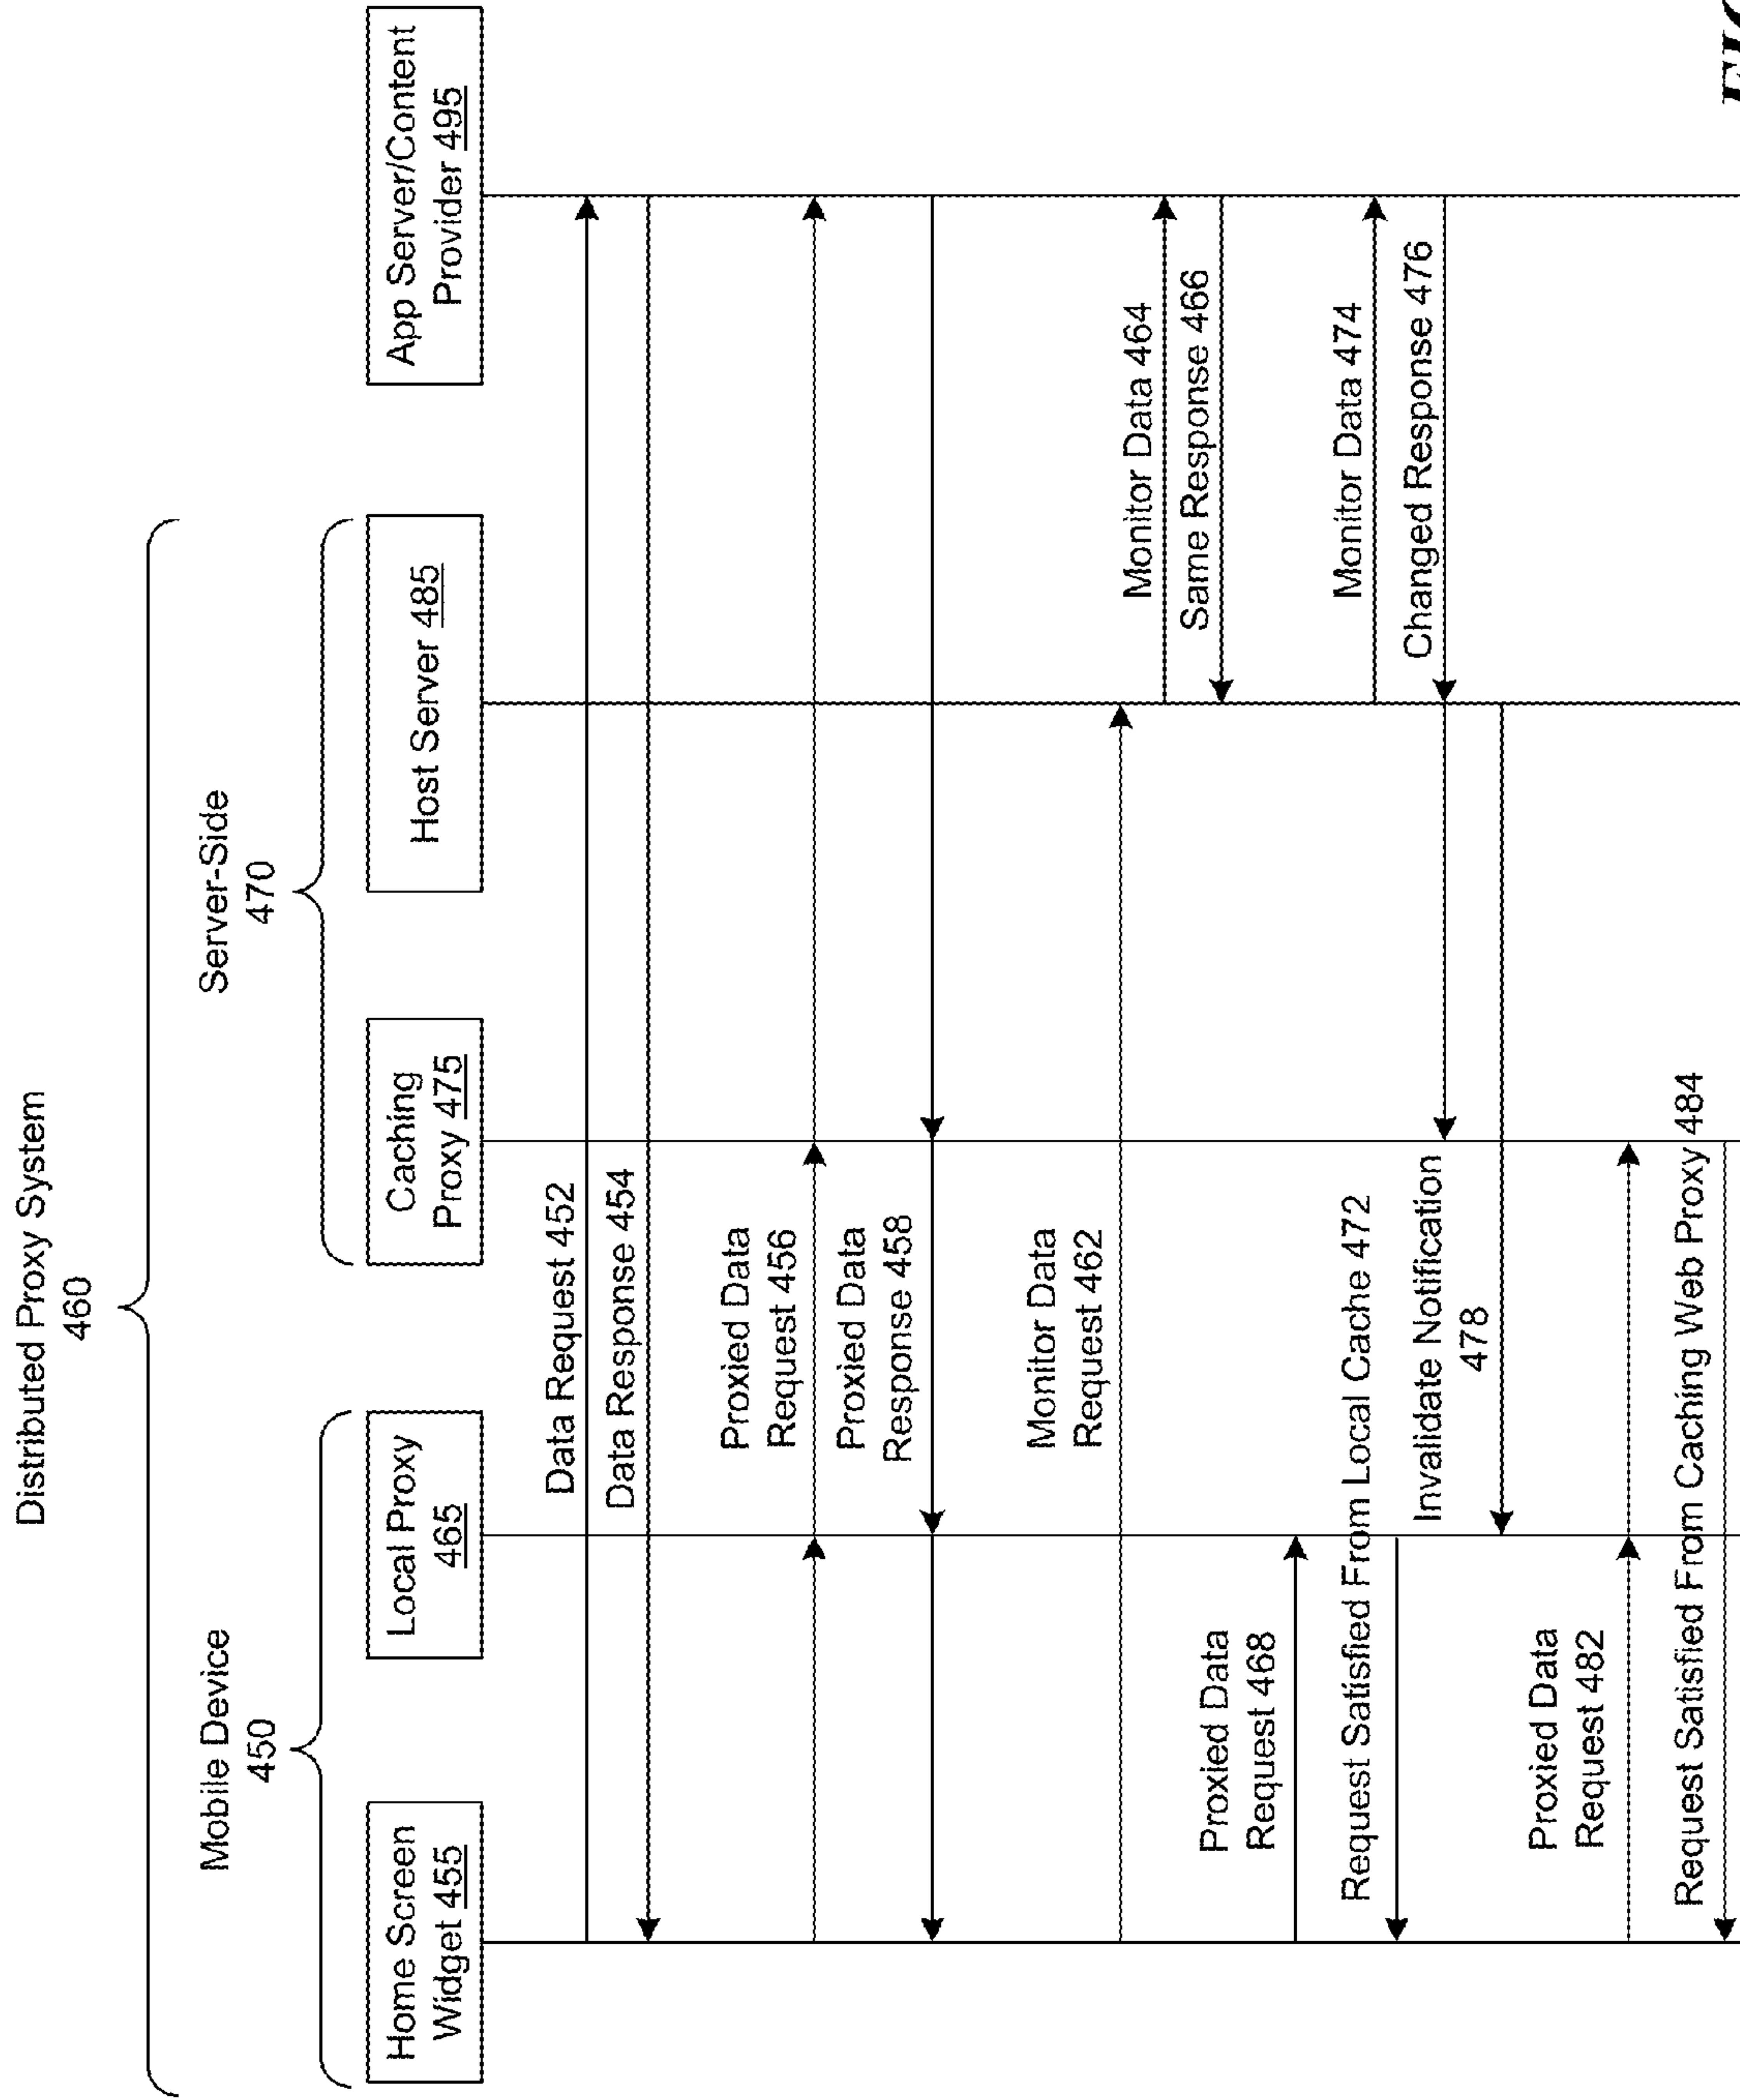 Distributed Proxy System
460
Mobile Device
450
Server-Side
470
Home Screen
Widget 455
Local Proxy
465
Caching
Proxy 475
Host Server 485
App Server/Content
Provider 495
Data Request 452
Data Response 454
Proxied Data
Request 456
Proxied Data
Response 458
Monitor Data
Request 462
Monitor Data 464
Same Response 466
Proxied Data
Request 468
Request Satisfied From Local Cache 472
Monitor Data 474
Changed Response 476
Invalidate Notification
478
Proxied Data
Request 482
Request Satisfied From Caching Web Proxy 484